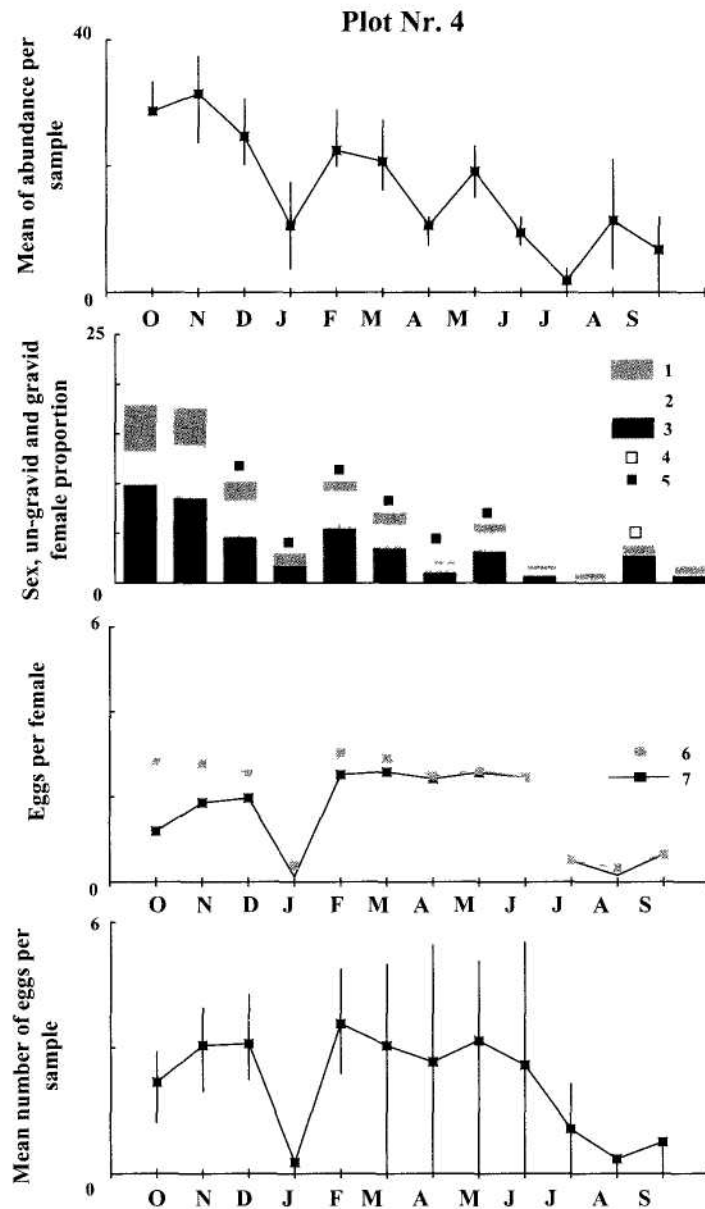 Plot Nr. 4
Mean of abundance per
sample
40
0
O N D J F M A M J J A S
Sex, un-gravid and gravid
female proportion
25
0
1
2
3
4
5
Eggs per female
6
0
6
7
O N D J F M A M J J A S
Mean number of eggs per
sample
6
0
O N D J F M A M J J A S